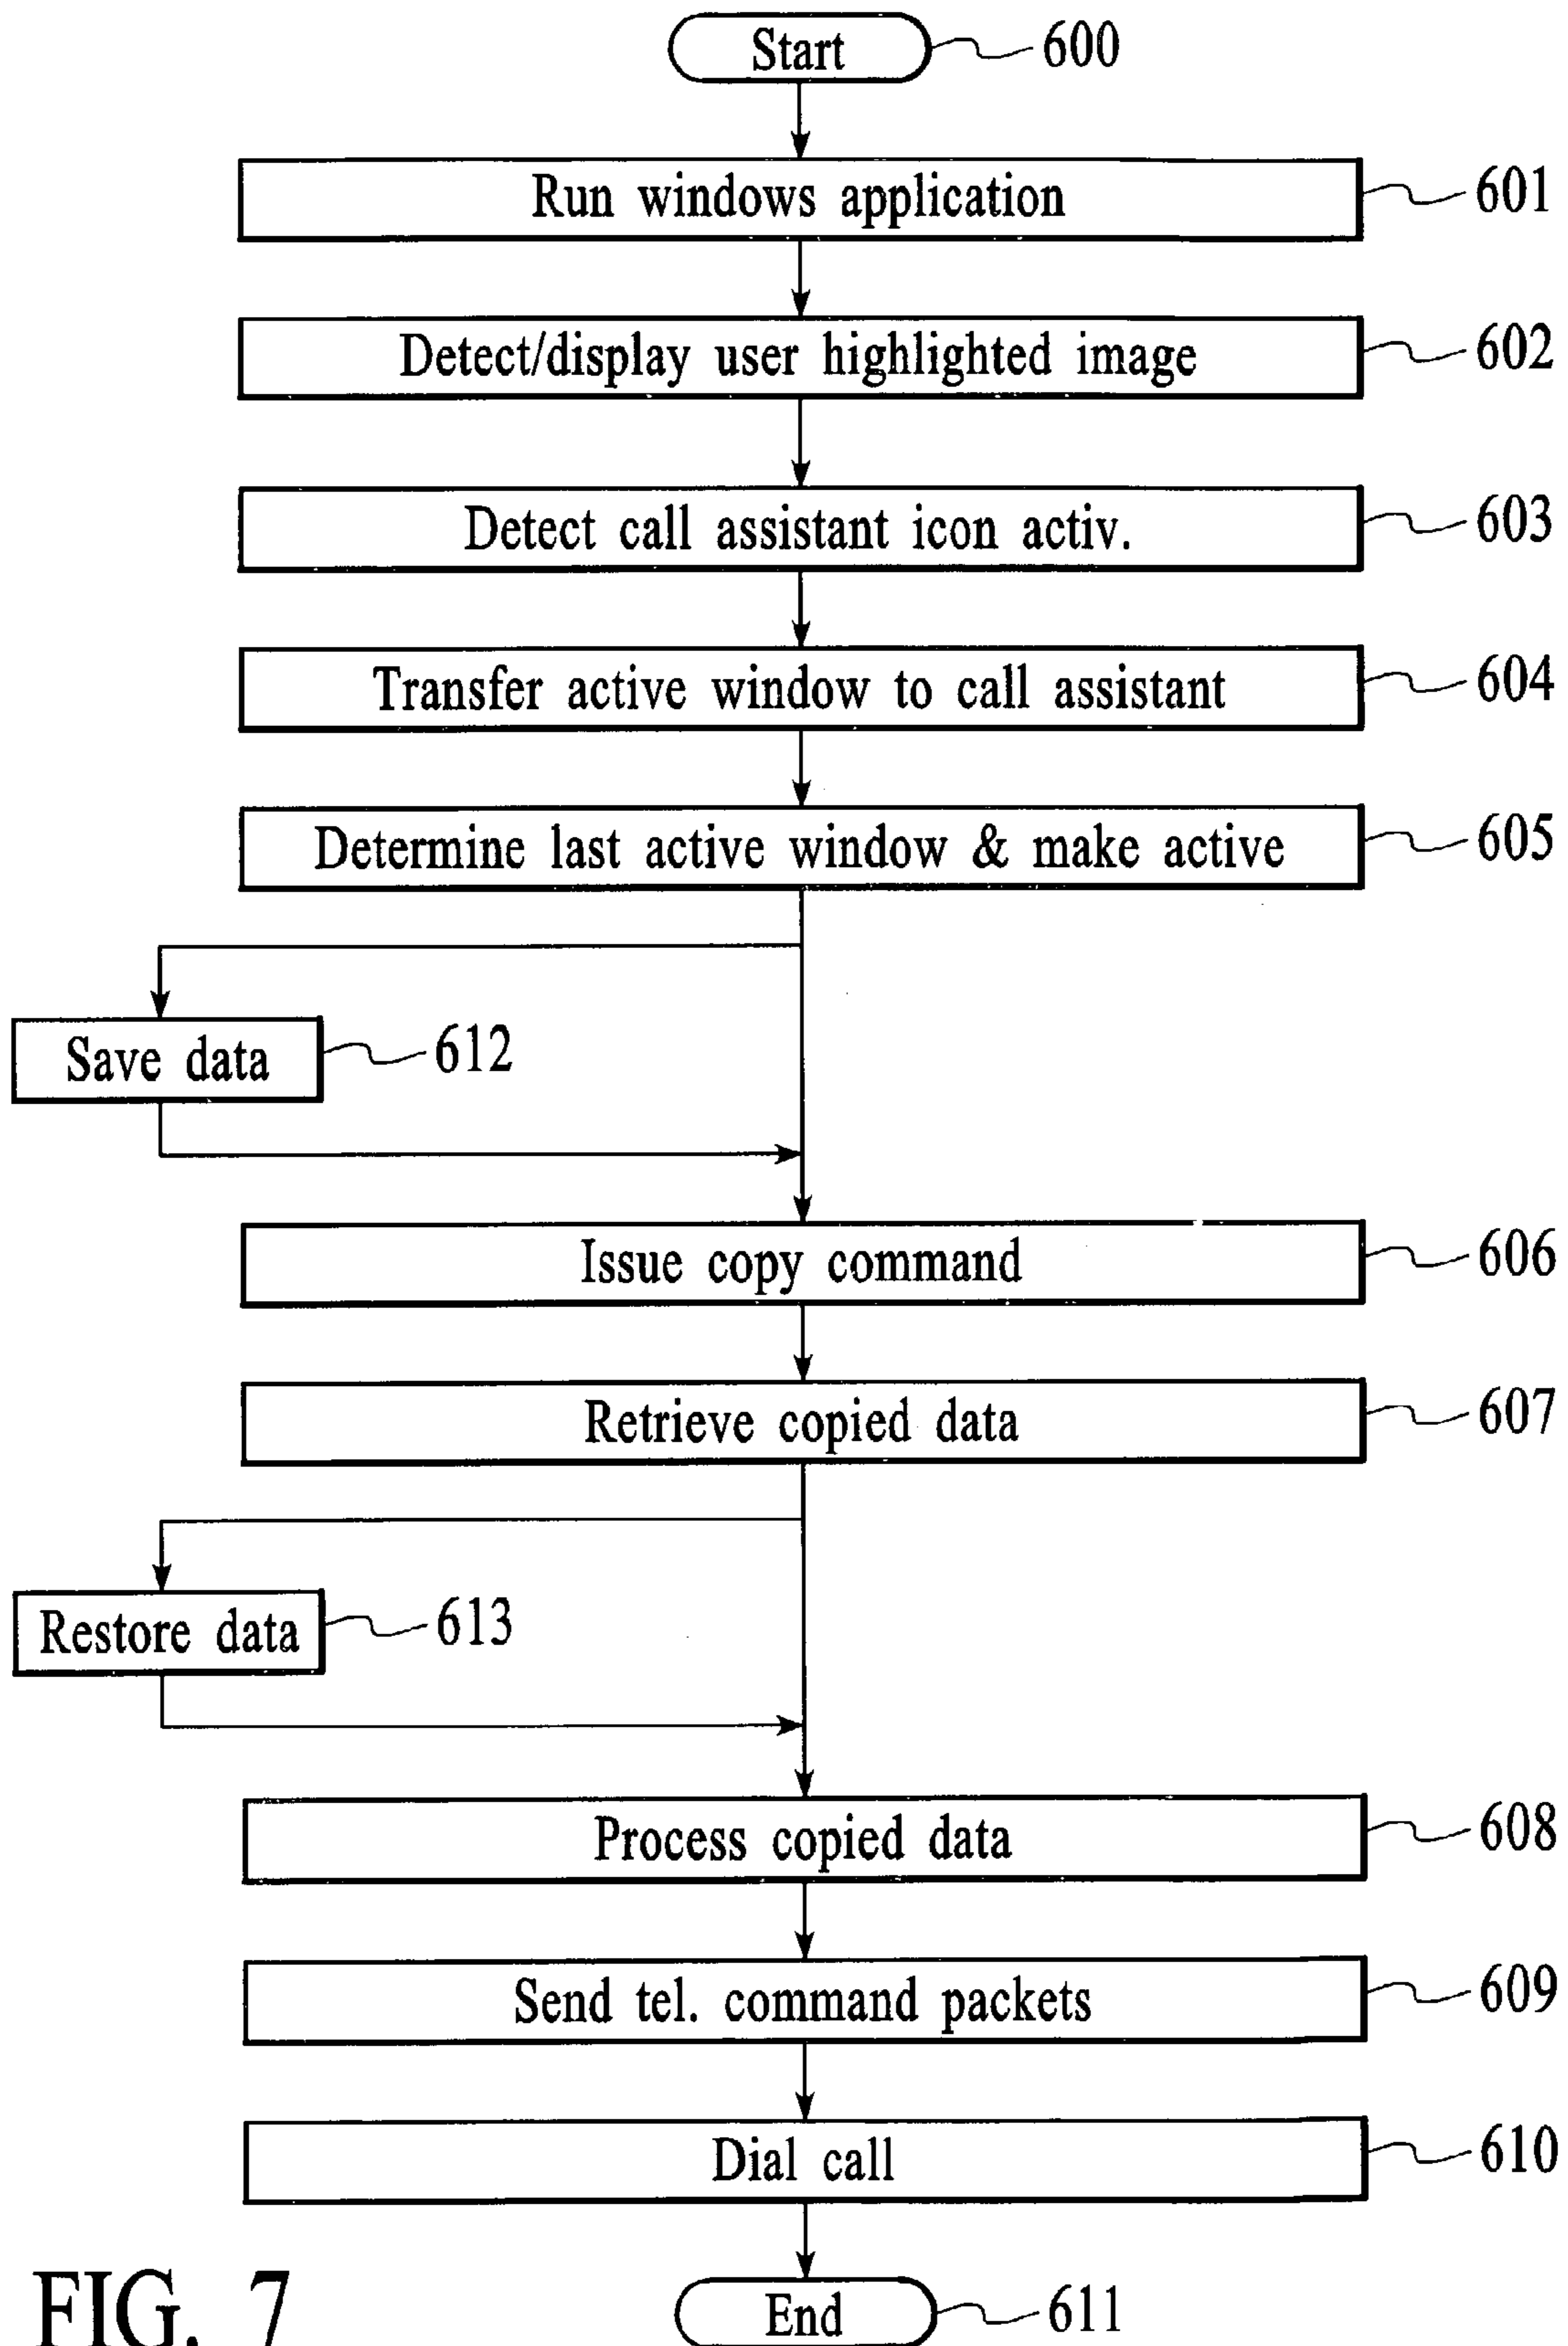 Start 600
Run windows application 601
Detect/display user highlighted image 602
Detect call assistant icon activ. 603
Transfer active window to call assistant 604
Determine last active window & make active 605
Save data 612
Issue copy command 606
Retrieve copied data 607
Restore data 613
Process copied data 608
Send tel. command packets 609
Dial call 610
End 611
FIG. 7